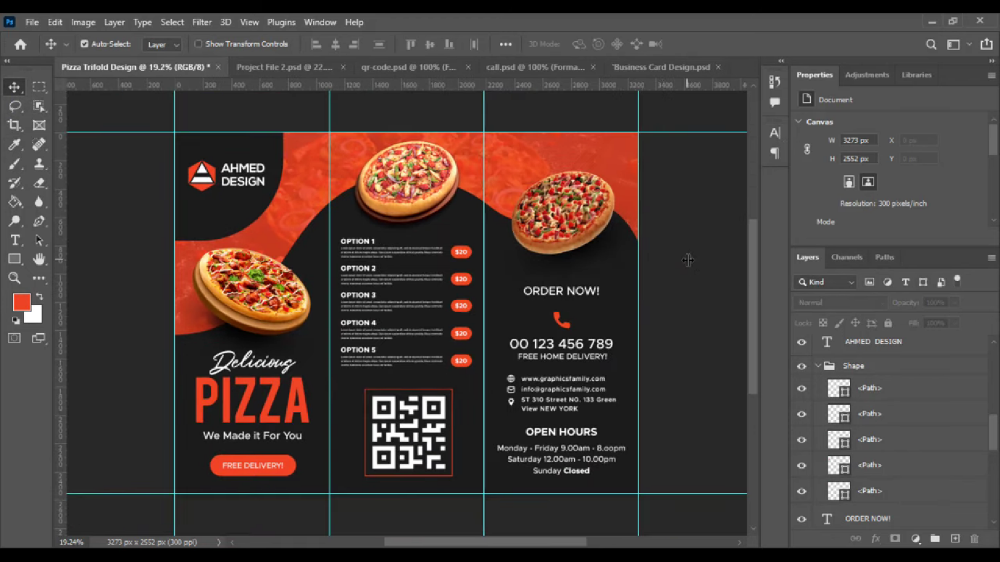 Ps File Edit Image Layer Type Select Filter 3D View Plugins Window Help
Auto-Select: Layer Show Transform Controls ••• 3D Mode:
Pizza Trifold Design @ 19.2% (RGB/8) * × Project File 2.psd @ 22.... × qr-code.psd @ 100% (F... × call.psd @ 100% (Forma... × *Business Card Design.psd ×
00 600 400 200 0 200 400 600 800 1000 1200 1400 1600 1800 2000 2200 2400 2600 2800 3000 3200 3400 3600 3800
AHMED
DESIGN
OPTION 1
$20
OPTION 2
$20
OPTION 3
$20
OPTION 4
$20
OPTION 5
$20
Delicious
PIZZA
We Made it For You
FREE DELIVERY!
ORDER NOW!
00 123 456 789
FREE HOME DELIVERY!
www.graphicsfamily.com
info@graphicsfamily.com
ST 310 Street NO. 133 Green
View NEW YORK
OPEN HOURS
Monday - Friday 9.00am - 8.oopm
Saturday 12.00am - 10.00pm
Sunday Closed
Properties Adjustments Libraries
Document
Canvas
W 3273 px X 0 px
H 2552 px Y 0 px
Resolution: 300 pixels/inch
Mode
Layers Channels Paths
Kind
Normal Opacity: 100%
Lock: Fill: 100%
T AHMED DESIGN
Shape
<Path>
<Path>
<Path>
<Path>
<Path>
T ORDER NOW!
19.24% 3273 px x 2552 px (300 ppi)